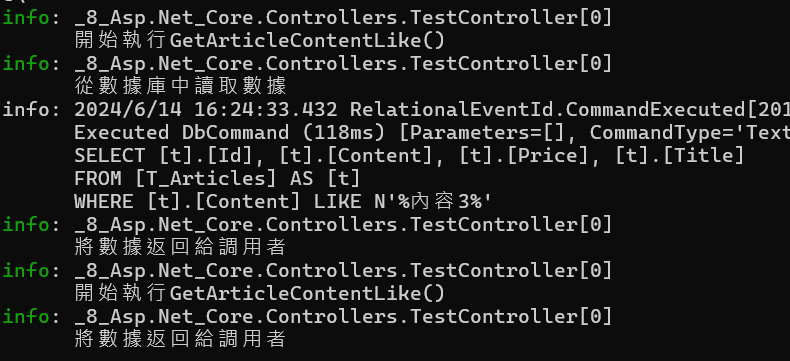 info: _8_Asp.Net_Core.Controllers.TestController[0]
開始執行GetArticleContentLike()
info: _8_Asp.Net_Core.Controllers.TestController[0]
從數據庫中讀取數據
info: 2024/6/14 16:24:33.432 RelationalEventId.CommandExecuted[201
Executed DbCommand (118ms) [Parameters=[], CommandType='Text
SELECT [t].[Id], [t].[Content], [t].[Price], [t].[Title]
FROM [T_Articles] AS [t]
WHERE [t].[Content] LIKE N'%內容3%'
info: _8_Asp.Net_Core.Controllers.TestController[0]
將數據返回給調用者
info: _8_Asp.Net_Core.Controllers.TestController[0]
開始執行GetArticleContentLike()
info: _8_Asp.Net_Core.Controllers.TestController[0]
將數據返回給調用者